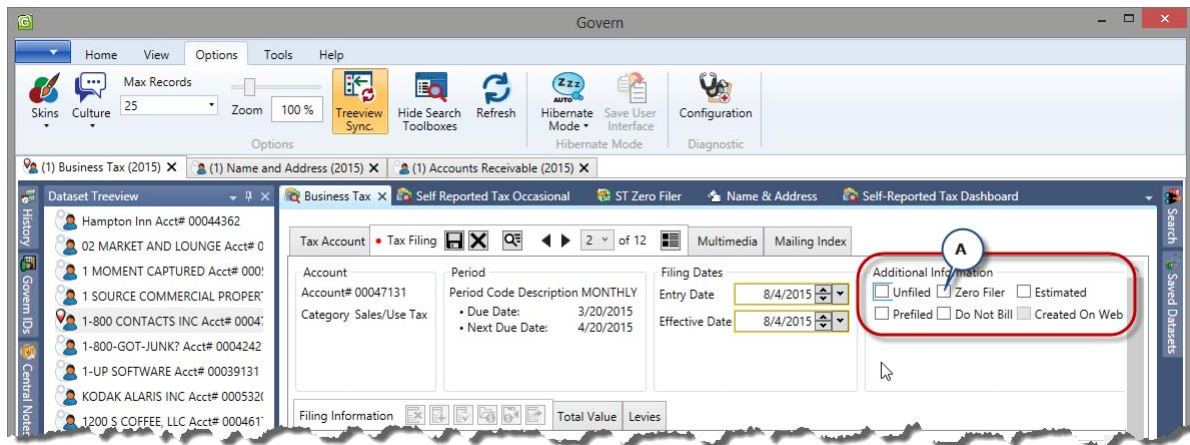 Govern
Home View Options Tools Help
Skins
Culture
Max Records
25
Zoom 100 %
Treeview Sync.
Hide Search Toolboxes
Refresh
Zzz AUTO
Hibernate Mode
Save User Interface
Configuration
Options
Hibernate Mode
Diagnostic
(1) Business Tax (2015) (1) Name and Address (2015) (1) Accounts Receivable (2015)
History
Govern IDs
Central Notes
Dataset Treeview
Hampton Inn Acct# 00044362
02 MARKET AND LOUNGE Acct# 0
1 MOMENT CAPTURED Acct# 000
1 SOURCE COMMERCIAL PROPER
1-800 CONTACTS INC Acct# 0004
1-800-GOT-JUNK? Acct# 0004242
1-UP SOFTWARE Acct# 00039131
KODAK ALARIS INC Acct# 000532
1200 S COFFEE, LLC Acct# 000461
Business Tax Self Reported Tax Occasional ST Zero Filer Name & Address Self-Reported Tax Dashboard
Tax Account Tax Filing 2 of 12 Multimedia Mailing Index
Account
Account# 00047131
Category Sales/Use Tax
Period
Period Code Description MONTHLY
• Due Date: 3/20/2015
• Next Due Date: 4/20/2015
Filing Dates
Entry Date 8/4/2015
Effective Date 8/4/2015
A
Additional Information
Unfiled Zero Filer Estimated
Prefiled Do Not Bill Created On Web
Filing Information Total Value Levies
Search
Saved Datasets